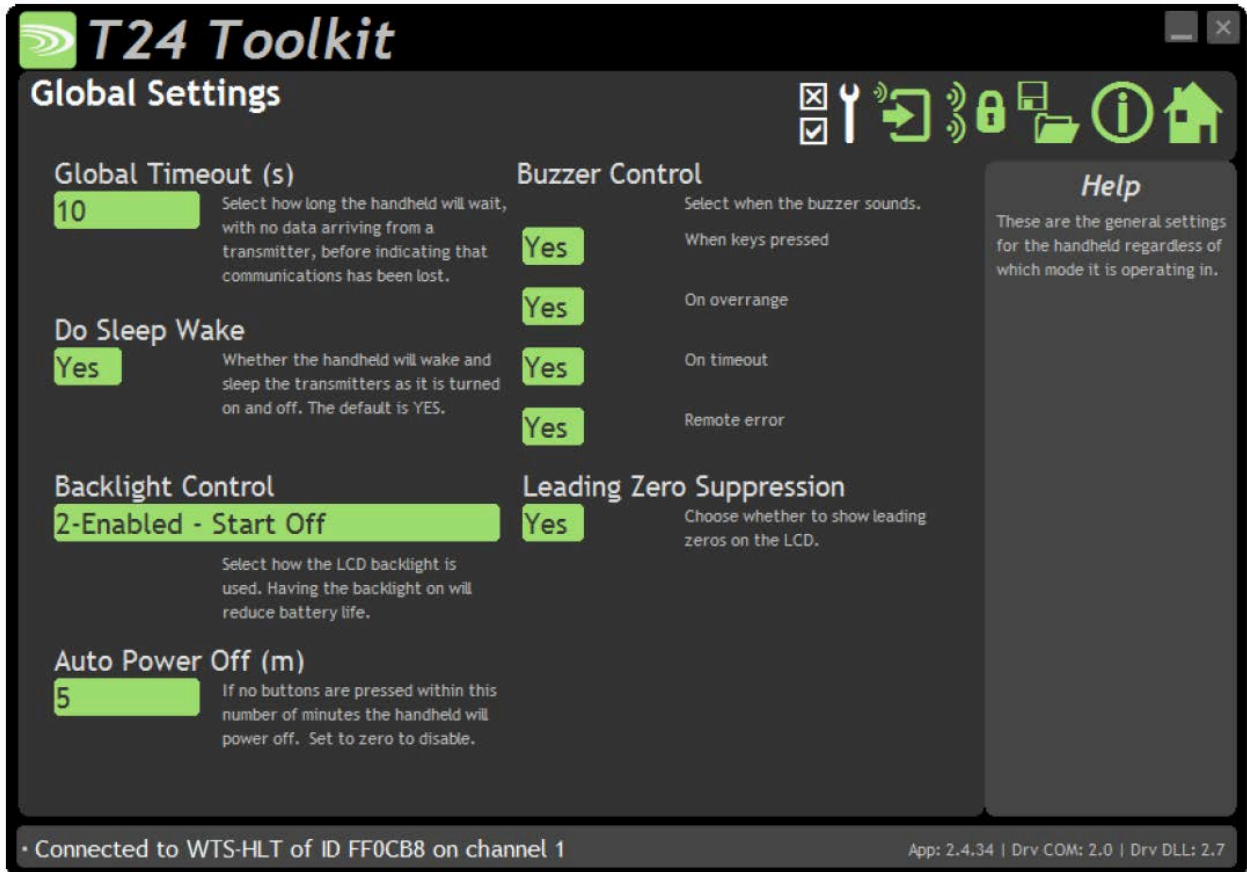 T24 Toolkit
Global Settings
Global Timeout (s)
10
Select how long the handheld will wait,
with no data arriving from a
transmitter, before indicating that
communications has been lost.
Do Sleep Wake
Yes
Whether the handheld will wake and
sleep the transmitters as it is turned
on and off. The default is YES.
Backlight Control
2-Enabled - Start Off
Select how the LCD backlight is
used. Having the backlight on will
reduce battery life.
Auto Power Off (m)
5
If no buttons are pressed within this
number of minutes the handheld will
power off. Set to zero to disable.
Buzzer Control
Select when the buzzer sounds.
Yes
When keys pressed
Yes
On overrange
Yes
On timeout
Yes
Remote error
Leading Zero Suppression
Yes
Choose whether to show leading
zeros on the LCD.
Help
These are the general settings
for the handheld regardless of
which mode it is operating in.
Connected to WTS-HLT of ID FF0CB8 on channel 1
App: 2.4.34 | Drv COM: 2.0 | Drv DLL: 2.7